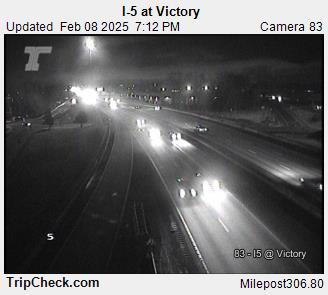 I-5 at Victory
Updated Feb 08 2025 7:12 PM Camera 83
T
S
83 - I5 @ Victory
TripCheck.com Milepost306.80